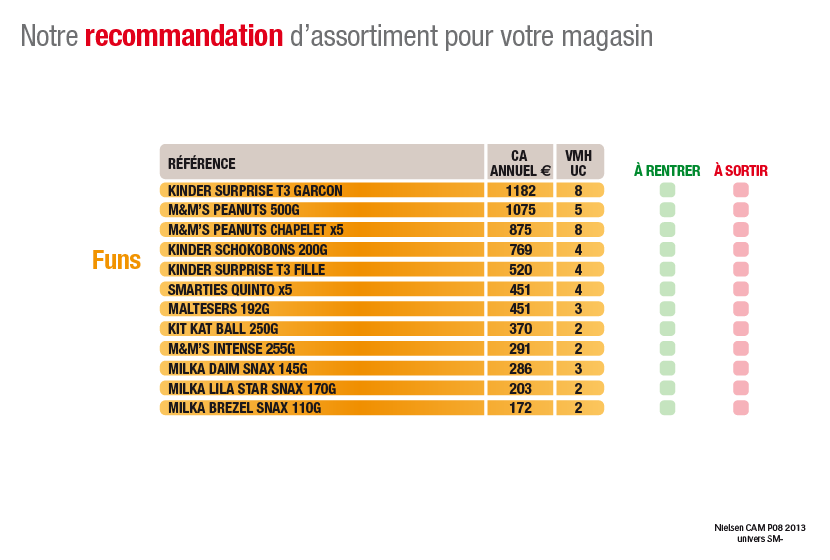 Notre recommandation d'assortiment pour votre magasin
RÉFÉRENCE CA ANNUEL € VMH UC
À RENTRER À SORTIR
Funs
KINDER SURPRISE T3 GARCON 1182 8
M&M'S PEANUTS 500G 1075 5
M&M'S PEANUTS CHAPELET x5 875 8
KINDER SCHOKOBONS 200G 769 4
KINDER SURPRISE T3 FILLE 520 4
SMARTIES QUINTO x5 451 4
MALTESERS 192G 451 3
KIT KAT BALL 250G 370 2
M&M'S INTENSE 255G 291 2
MILKA DAIM SNAX 145G 286 3
MILKA LILA STAR SNAX 170G 203 2
MILKA BREZEL SNAX 110G 172 2
Nielsen CAM P08 2013
univers SM-